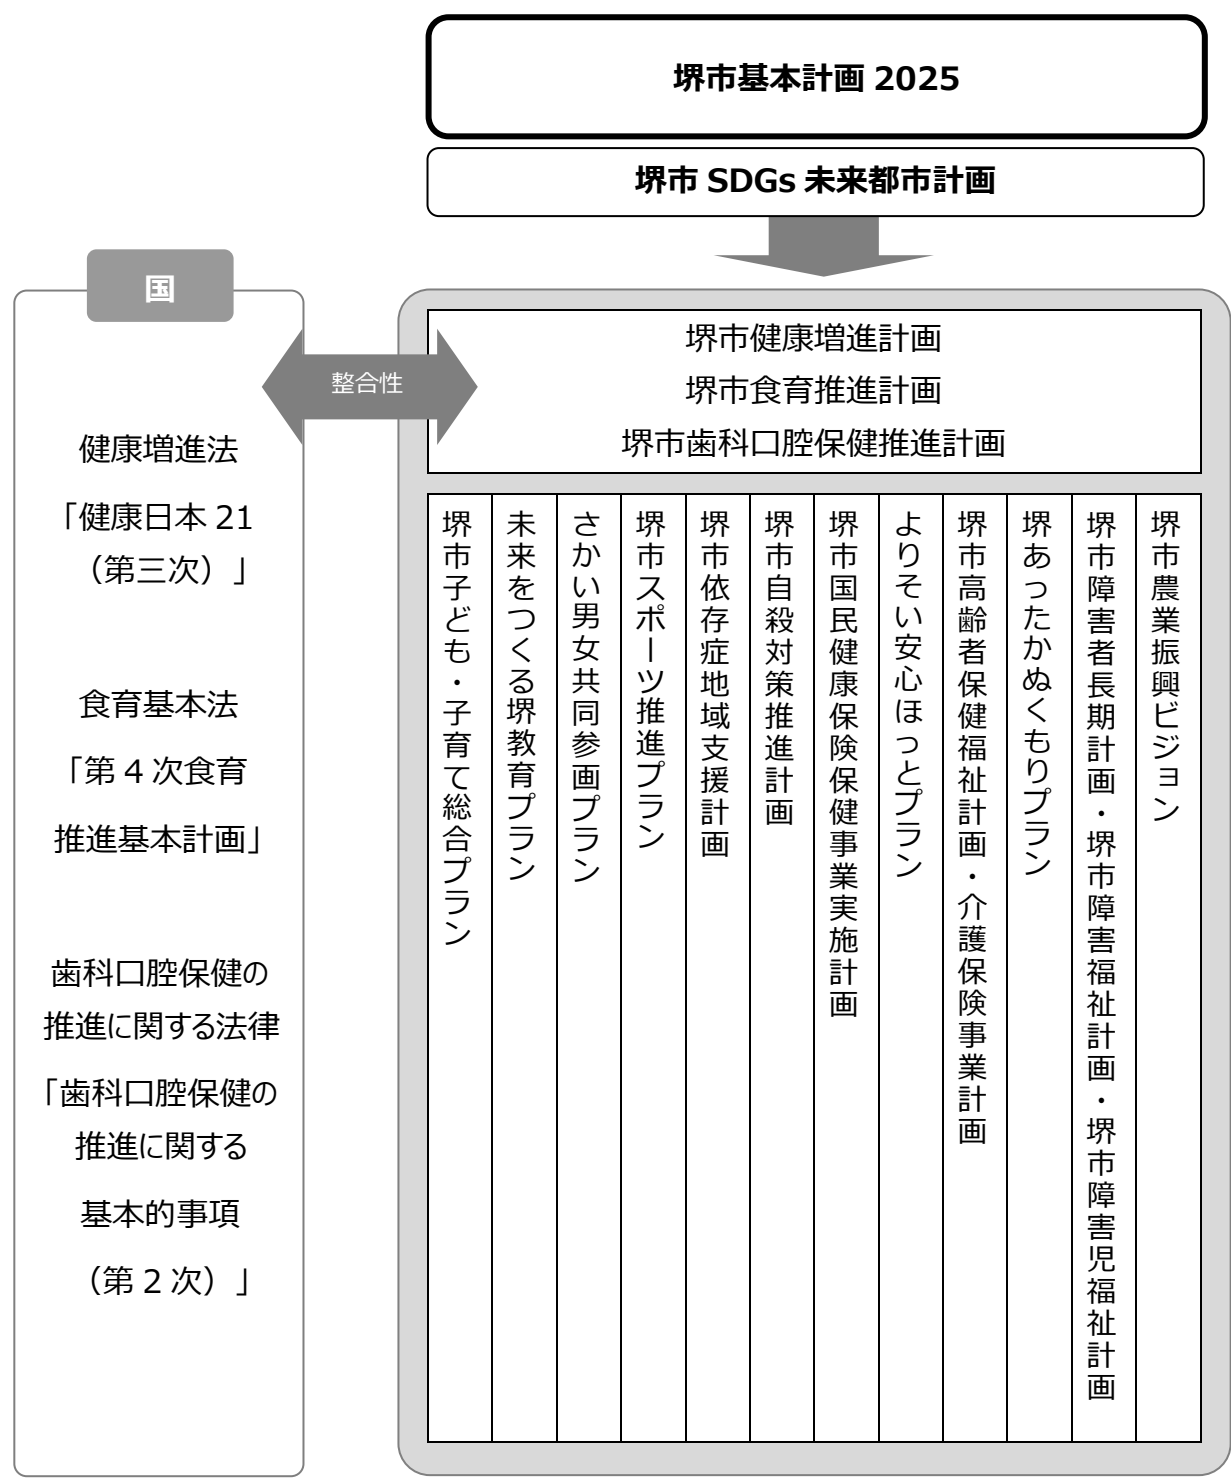 堺市基本計画 2025
堺市 SDGs 未来都市計画
国
健康増進法
「健康日本 21
（第三次）」
食育基本法
「第 4 次食育
推進基本計画」
歯科口腔保健の
推進に関する法律
「歯科口腔保健の
推進に関する
基本的事項
（第 2 次）」
整合性
堺市健康増進計画
堺市食育推進計画
堺市歯科口腔保健推進計画
堺市子ども・子育て総合プラン
未来をつくる堺教育プラン
さかい男女共同参画プラン
堺市スポーツ推進プラン
堺市依存症地域支援計画
堺市自殺対策推進計画
堺市国民健康保険保健事業実施計画
よりそい安心ほっとプラン
堺市高齢者保健福祉計画・介護保険事業計画
堺あったかぬくもりプラン
堺市障害者長期計画・堺市障害福祉計画・堺市障害児福祉計画
堺市農業振興ビジョン